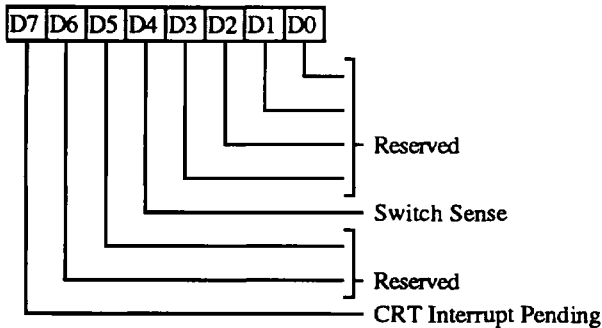 D7 D6 D5 D4 D3 D2 D1 D0
Reserved
Switch Sense
Reserved
CRT Interrupt Pending